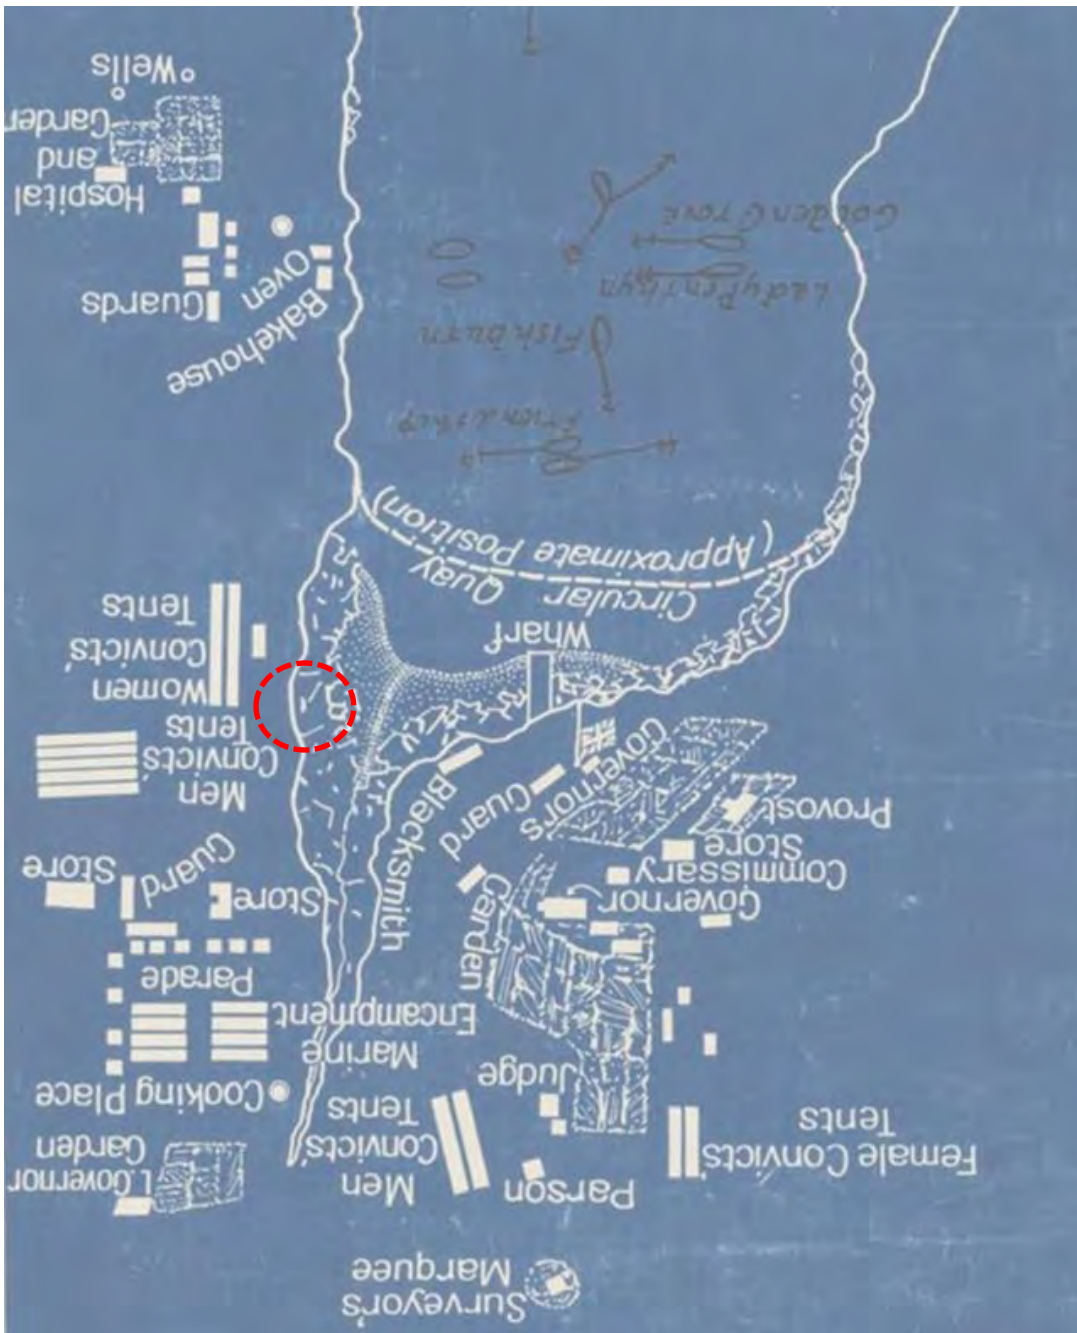 Surveyor's
Marquee
Parson
Men
Convicts'
Tents
L.Governor
Garden
Female Convicts
Tents
Judge
Cooking Place
Marine
Encampment
Parade
Governor
Garden
Commissary
Store
Provost
Store
Guard
Store
Blacksmith
Guard
Governors
Men
Convicts
Tents
Women
Convicts'
Tents
Wharf
Circular Quay
(Approximate Position)
Friendship
Fishburn
Lady Penrhyn
Golden Grove
Bakehouse
Oven
Guards
Hospital
and
Garden
Wells